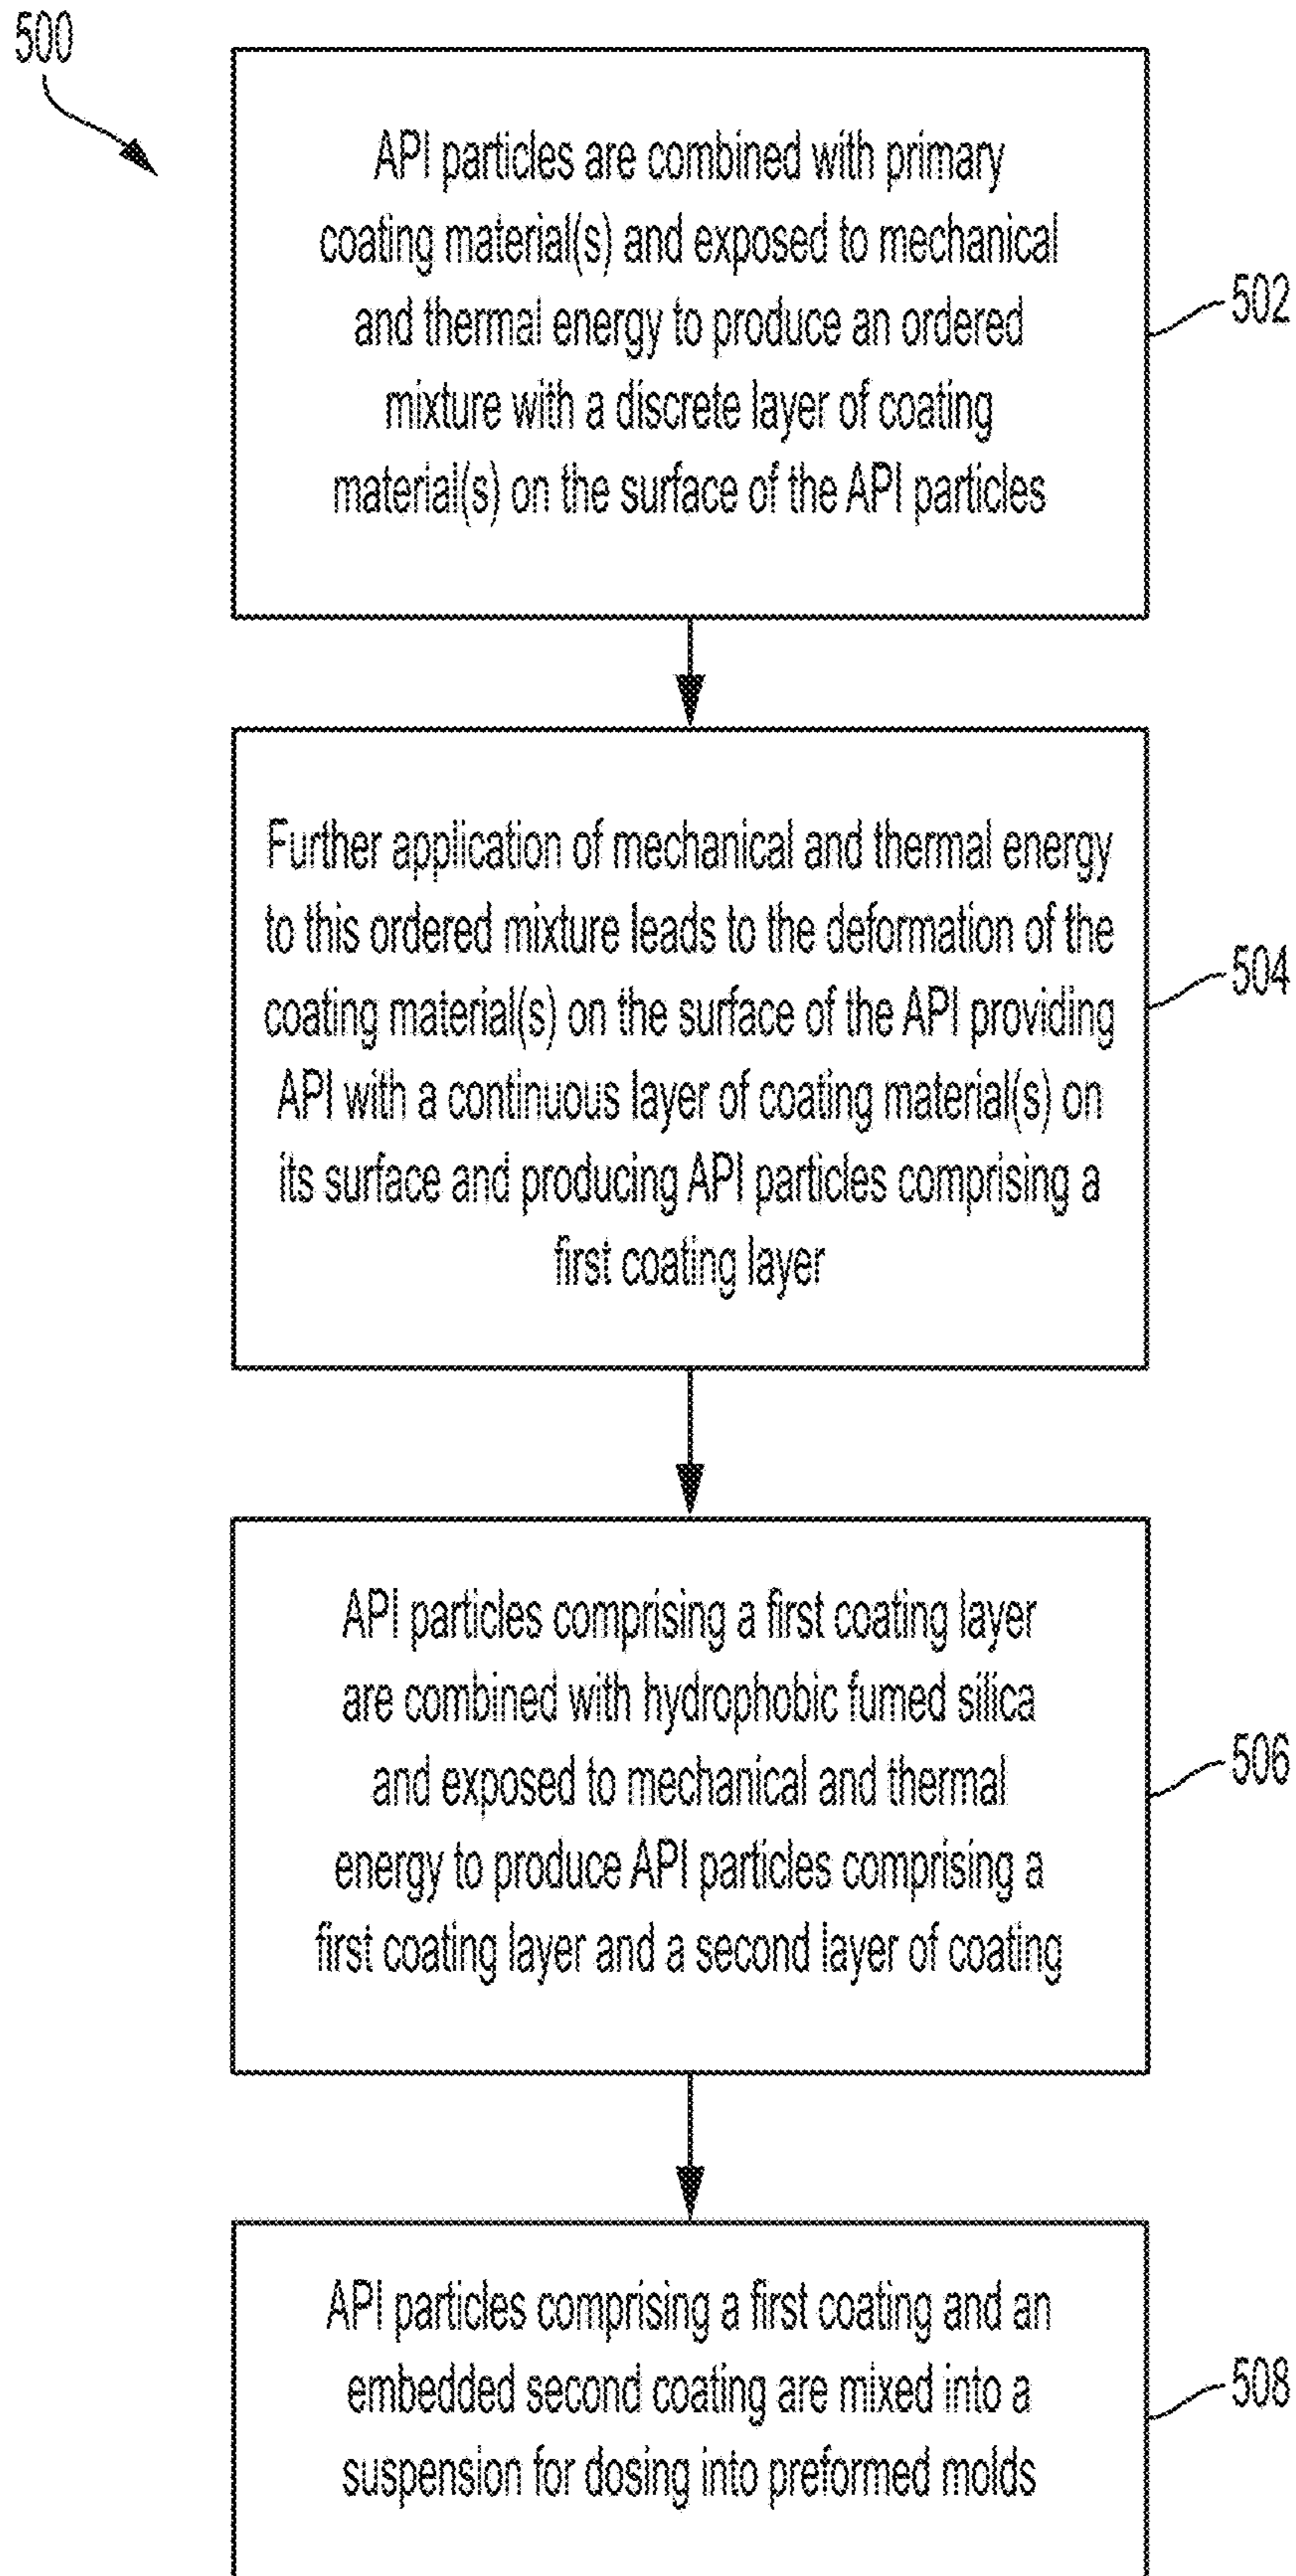 500
API particles are combined with primary
coating material(s) and exposed to mechanical
and thermal energy to produce an ordered
mixture with a discrete layer of coating
material(s) on the surface of the API particles
502
Further application of mechanical and thermal energy
to this ordered mixture leads to the deformation of the
coating material(s) on the surface of the API providing
API with a continuous layer of coating material(s) on
its surface and producing API particles comprising a
first coating layer
504
API particles comprising a first coating layer
are combined with hydrophobic fumed silica
and exposed to mechanical and thermal
energy to produce API particles comprising a
first coating layer and a second layer of coating
506
API particles comprising a first coating and an
embedded second coating are mixed into a
suspension for dosing into preformed molds
508